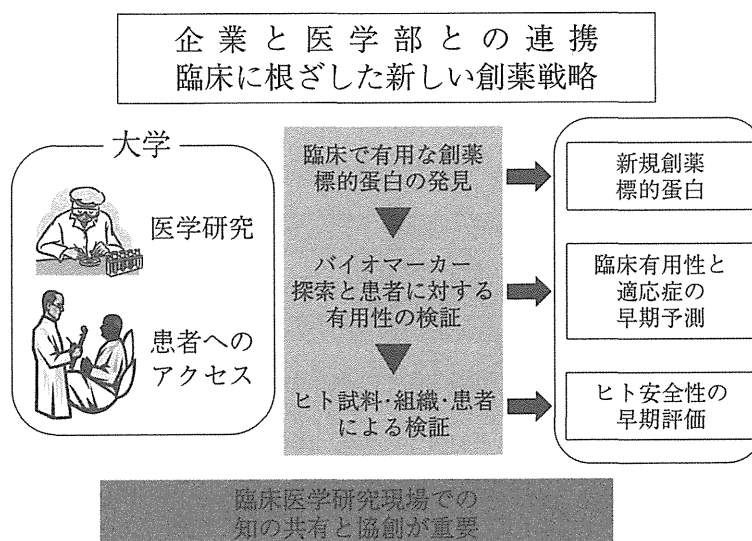 企業と医学部との連携
臨床に根ざした新しい創薬戦略
大学
医学研究
患者への
アクセス
臨床で有用な創薬
標的蛋白の発見
バイオマーカー
探索と患者に対する
有用性の検証
ヒト試料・組織・患者
による検証
新規創薬
標的蛋白
臨床有用性と
適応症の
早期予測
ヒト安全性の
早期評価
臨床医学研究現場での
知の共有と協創が重要